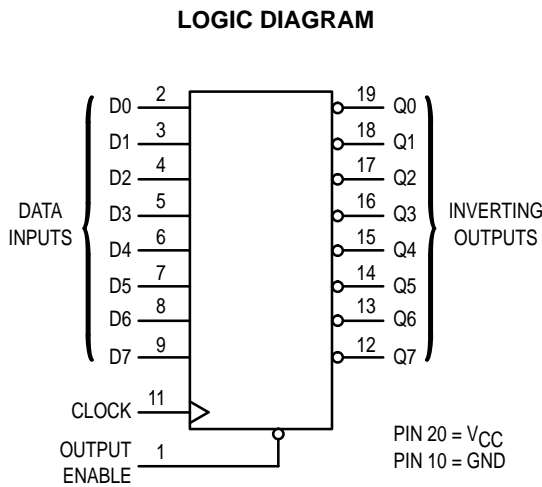 LOGIC DIAGRAM
D0 2 19 Q0
D1 3 18 Q1
D2 4 17 Q2
DATA INPUTS D3 5 16 Q3 INVERTING OUTPUTS
D4 6 15 Q4
D5 7 14 Q5
D6 8 13 Q6
D7 9 12 Q7
CLOCK 11
OUTPUT ENABLE 1
PIN 20 = VCC
PIN 10 = GND